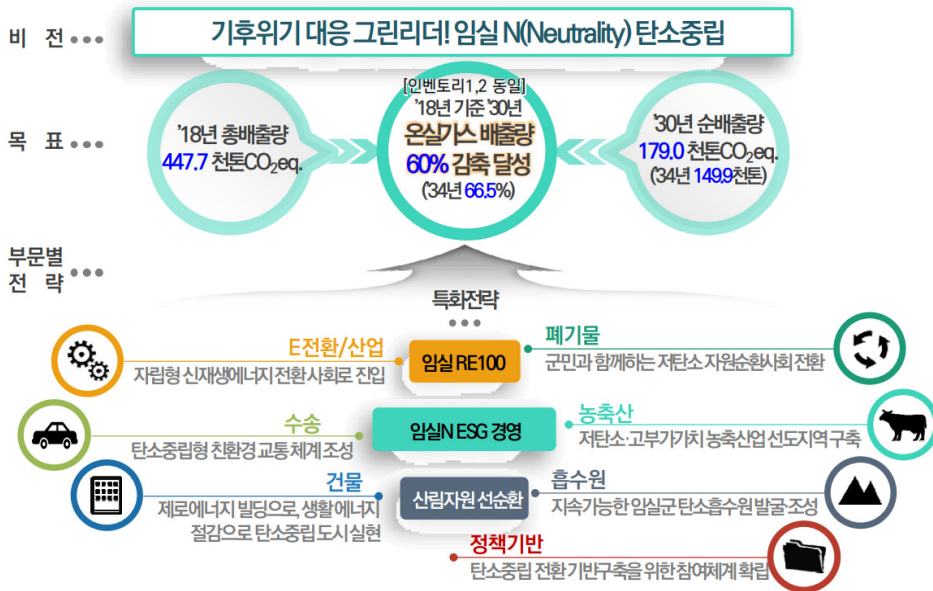 비 전
기후위기 대응 그린리더! 임실 N(Neutrality) 탄소중립
목 표
'18년 총배출량
447.7 천톤CO₂eq.
[인벤토리1,2 동일]
'18년 기준 '30년
온실가스 배출량
60% 감축 달성
('34년 66.5%)
'30년 순배출량
179.0 천톤CO₂eq.
('34년 149.9천톤)
부문별
전 략
특화전략
E전환/산업
자립형 신재생에너지 전환 사회로 진입
임실 RE100
폐기물
군민과 함께하는 저탄소 자원순환사회 전환
수송
탄소중립형 친환경 교통 체계 조성
임실N ESG 경영
농축산
저탄소·고부가가치 농축산업 선도지역 구축
건물
제로에너지 빌딩으로, 생활 에너지
절감으로 탄소중립 도시 실현
산림자원 선순환
흡수원
지속가능한 임실군 탄소흡수원 발굴·조성
정책기반
탄소중립 전환 기반구축을 위한 참여체계 확립